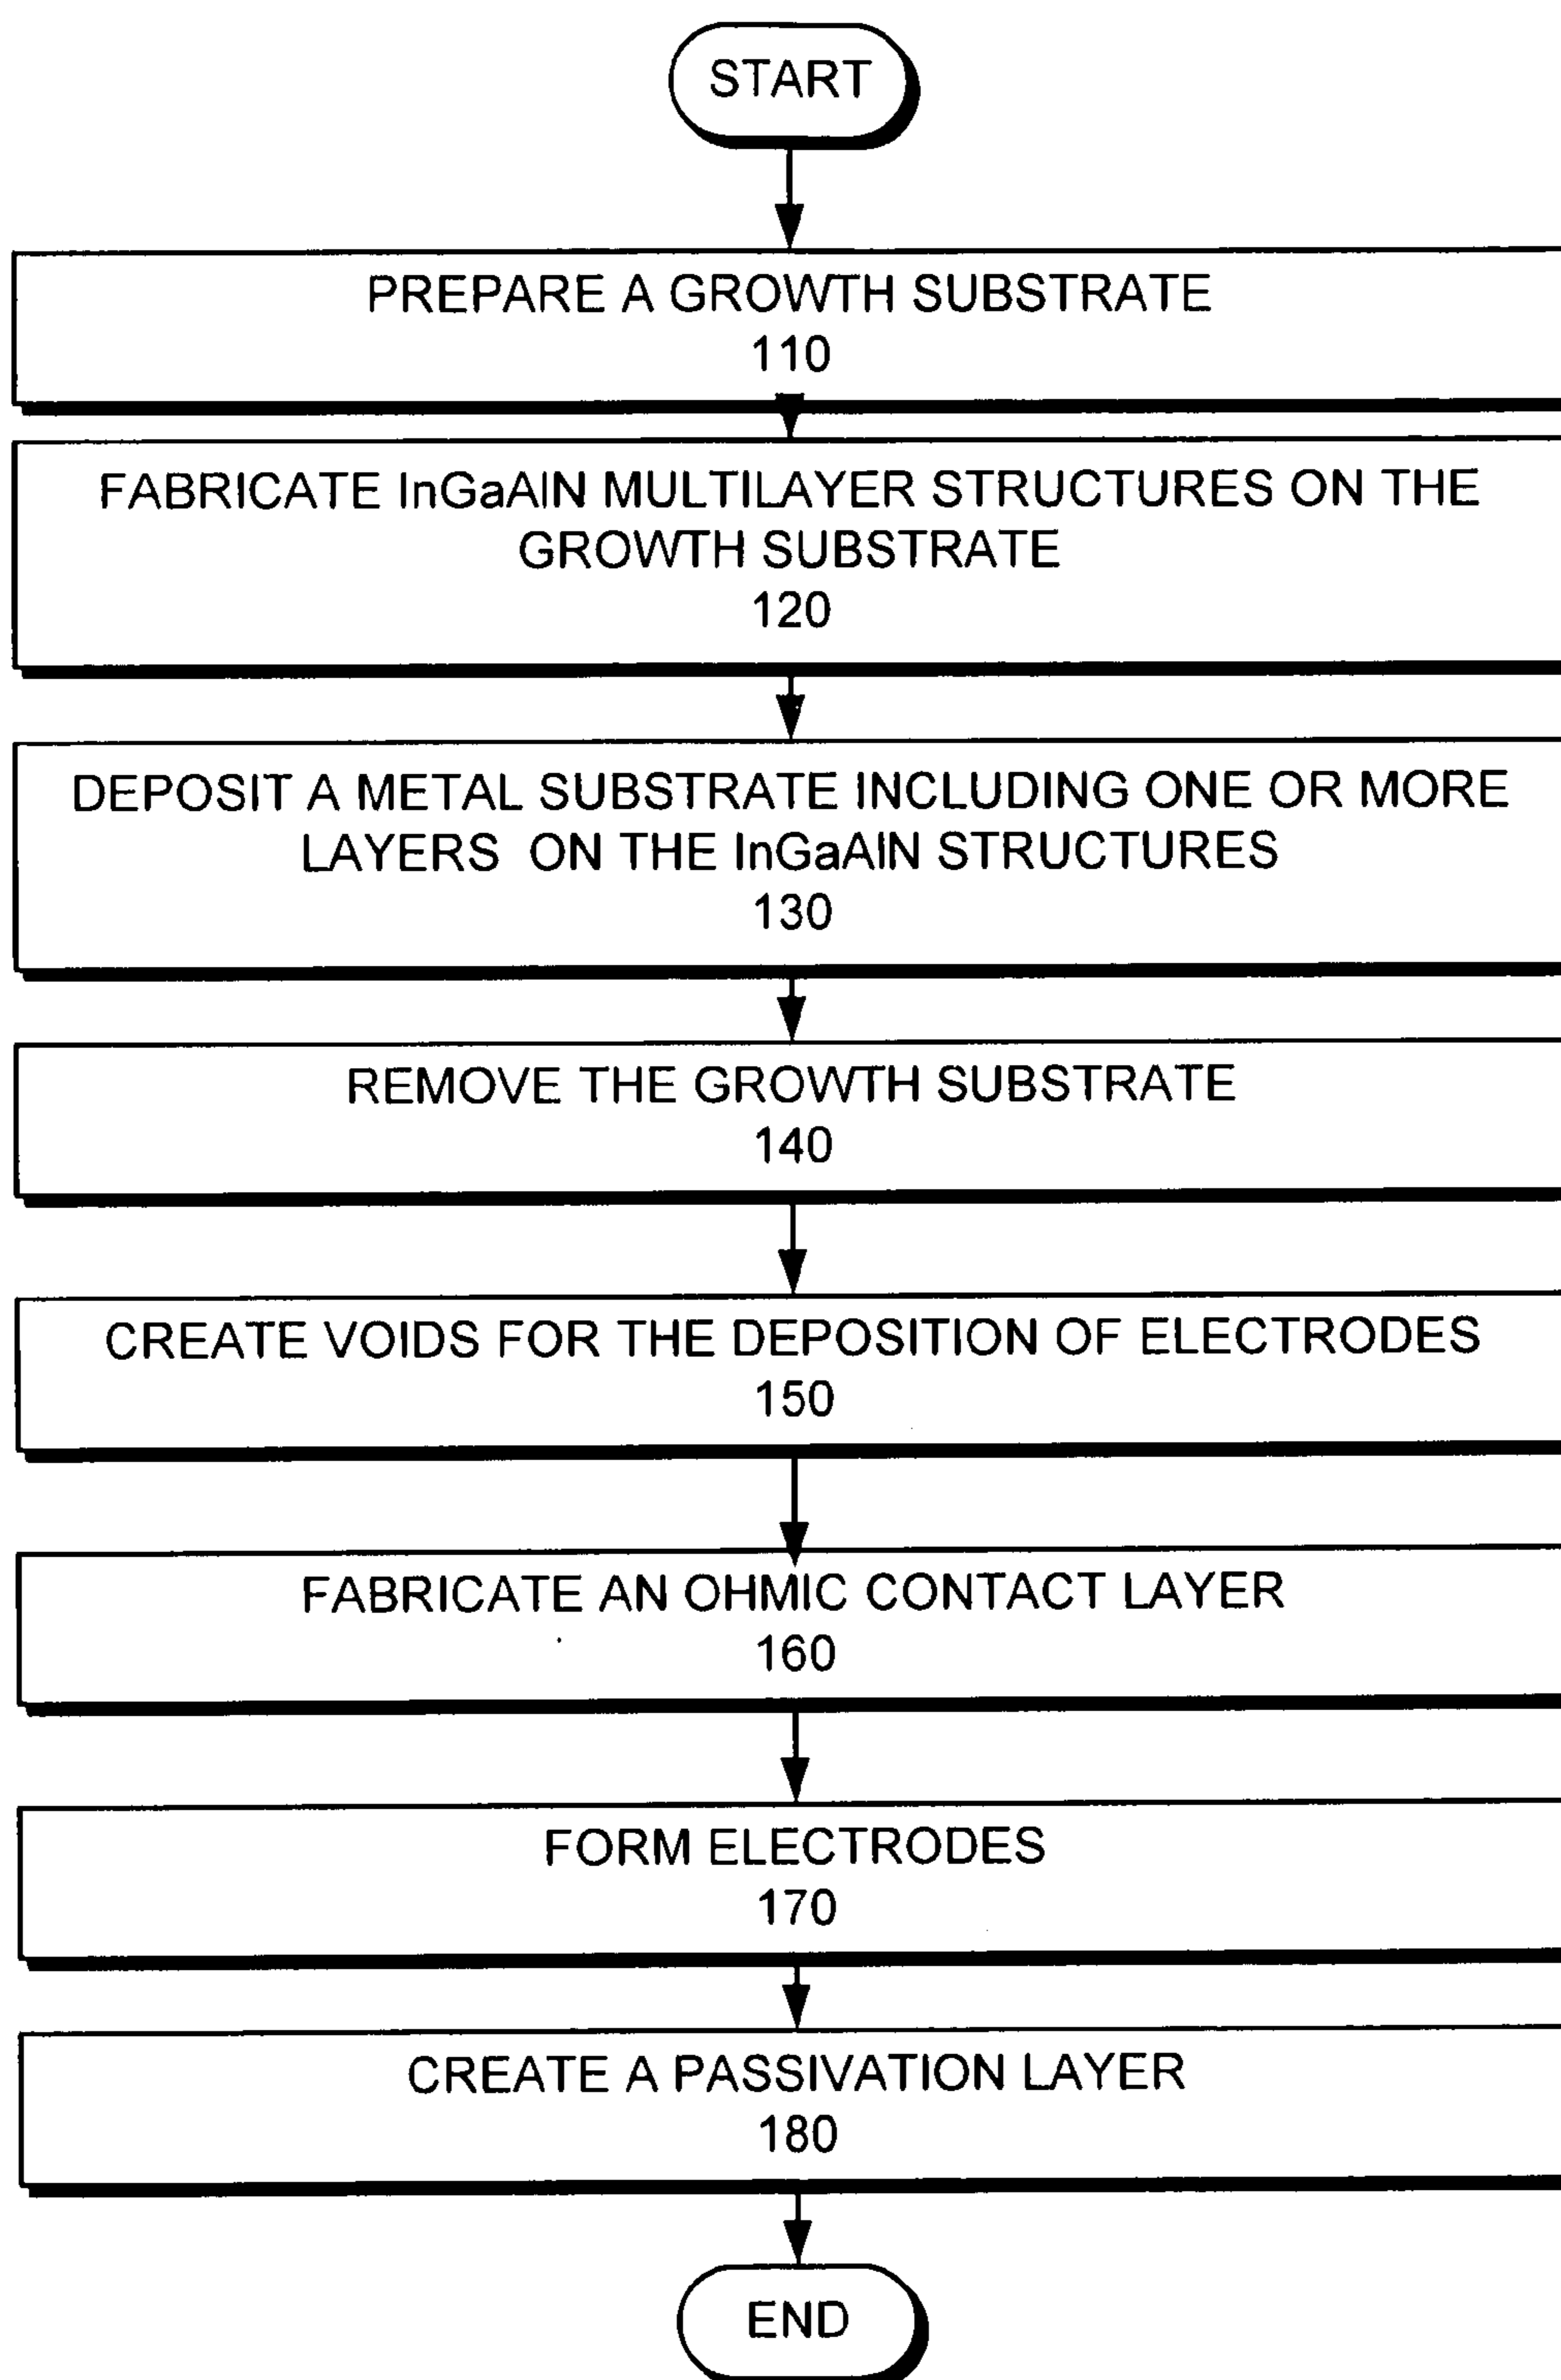 START
PREPARE A GROWTH SUBSTRATE
110
FABRICATE InGaAlN MULTILAYER STRUCTURES ON THE
GROWTH SUBSTRATE
120
DEPOSIT A METAL SUBSTRATE INCLUDING ONE OR MORE
LAYERS ON THE InGaAlN STRUCTURES
130
REMOVE THE GROWTH SUBSTRATE
140
CREATE VOIDS FOR THE DEPOSITION OF ELECTRODES
150
FABRICATE AN OHMIC CONTACT LAYER
160
FORM ELECTRODES
170
CREATE A PASSIVATION LAYER
180
END